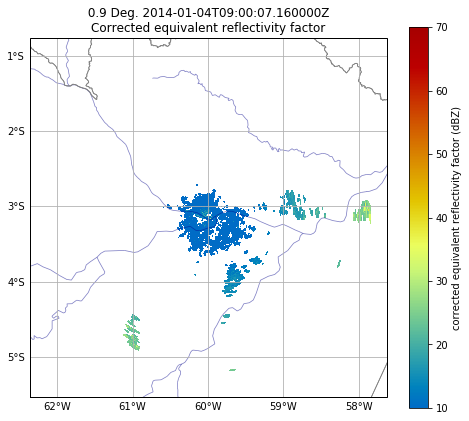 0.9 Deg. 2014-01-04T09:00:07.160000Z
Corrected equivalent reflectivity factor
1°S
2°S
3°S
4°S
5°S
62°W
61°W
60°W
59°W
58°W
70
60
50
40
30
20
10
corrected equivalent reflectivity factor (dBZ)